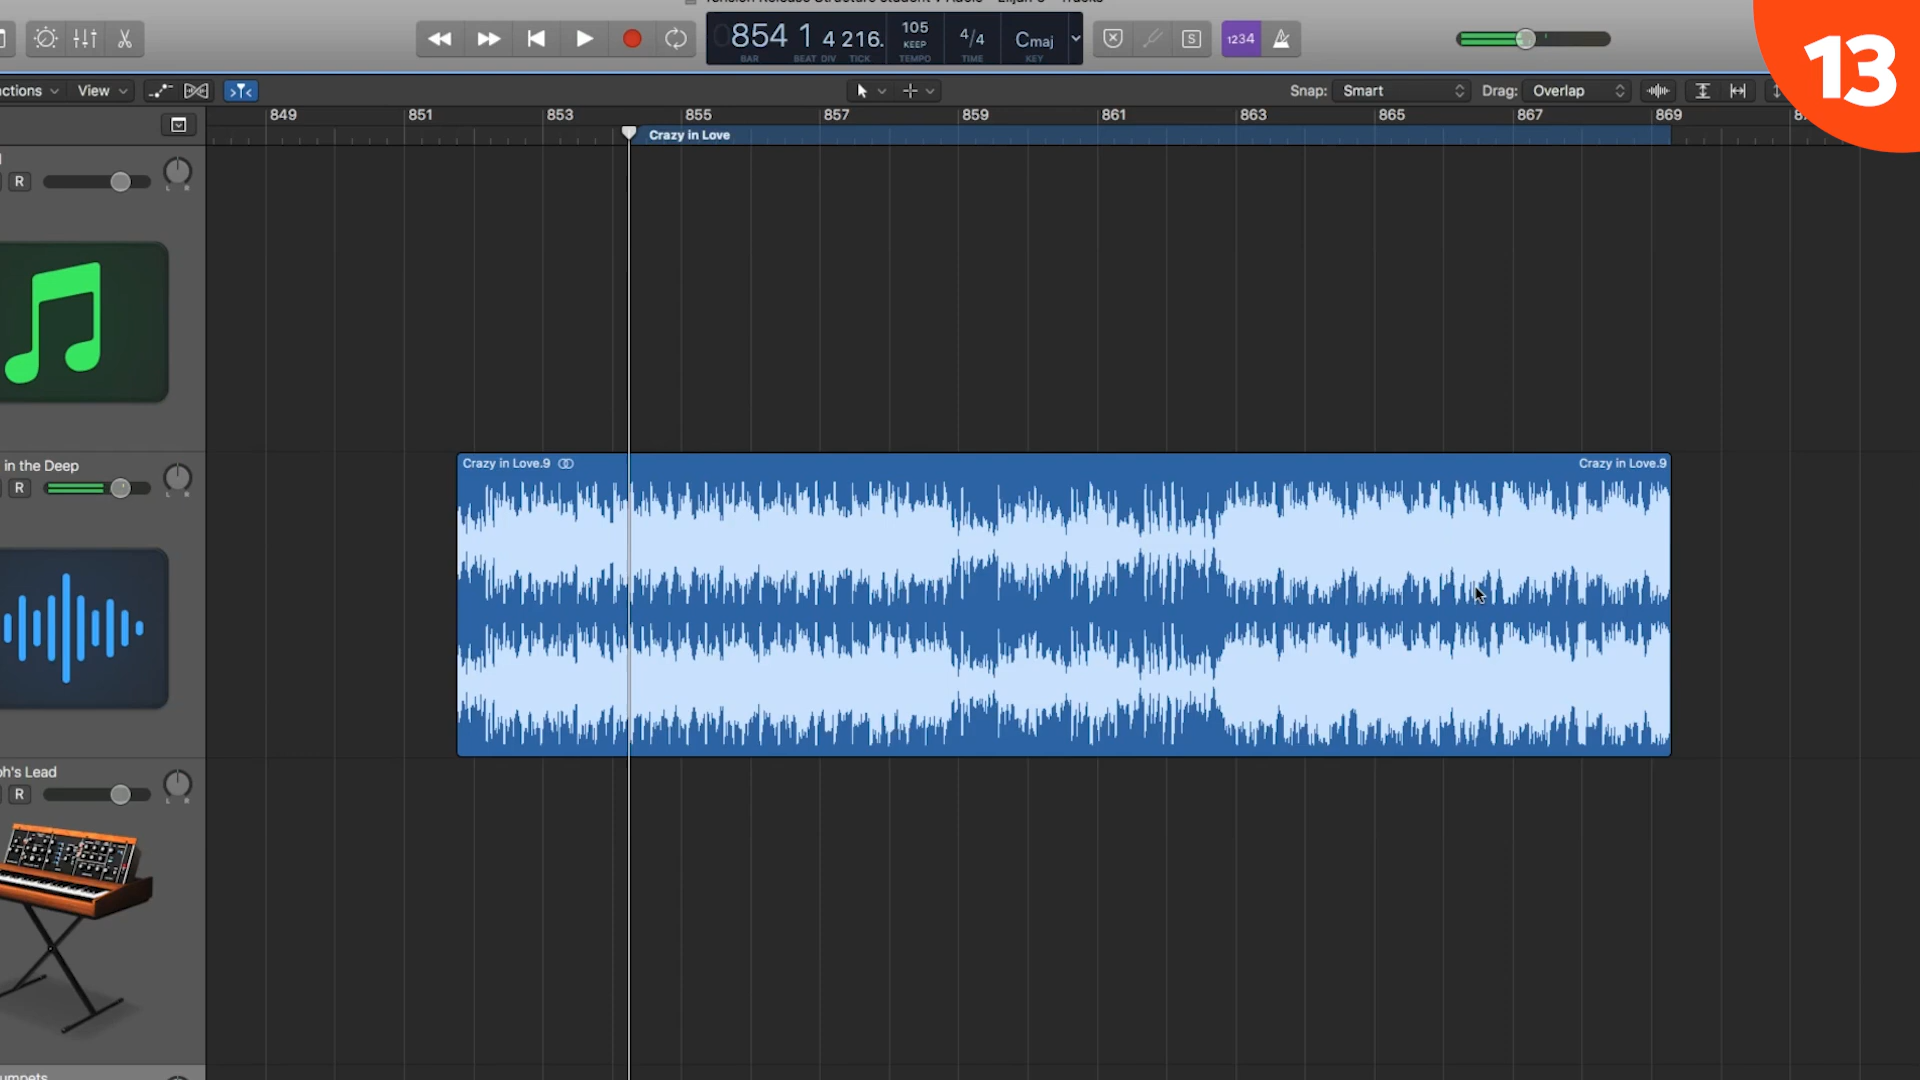 13
854 1 4 216.
BAR BEAT DIV TICK
105
KEEP
TEMPO
4/4
TIME
Cmaj
KEY
S
1234
View
Snap: Smart
Drag: Overlap
849 851 853 855 857 859 861 863 865 867 869
Crazy in Love
R
L R
in the Deep
R
Crazy in Love.9
Crazy in Love.9
Lead
R